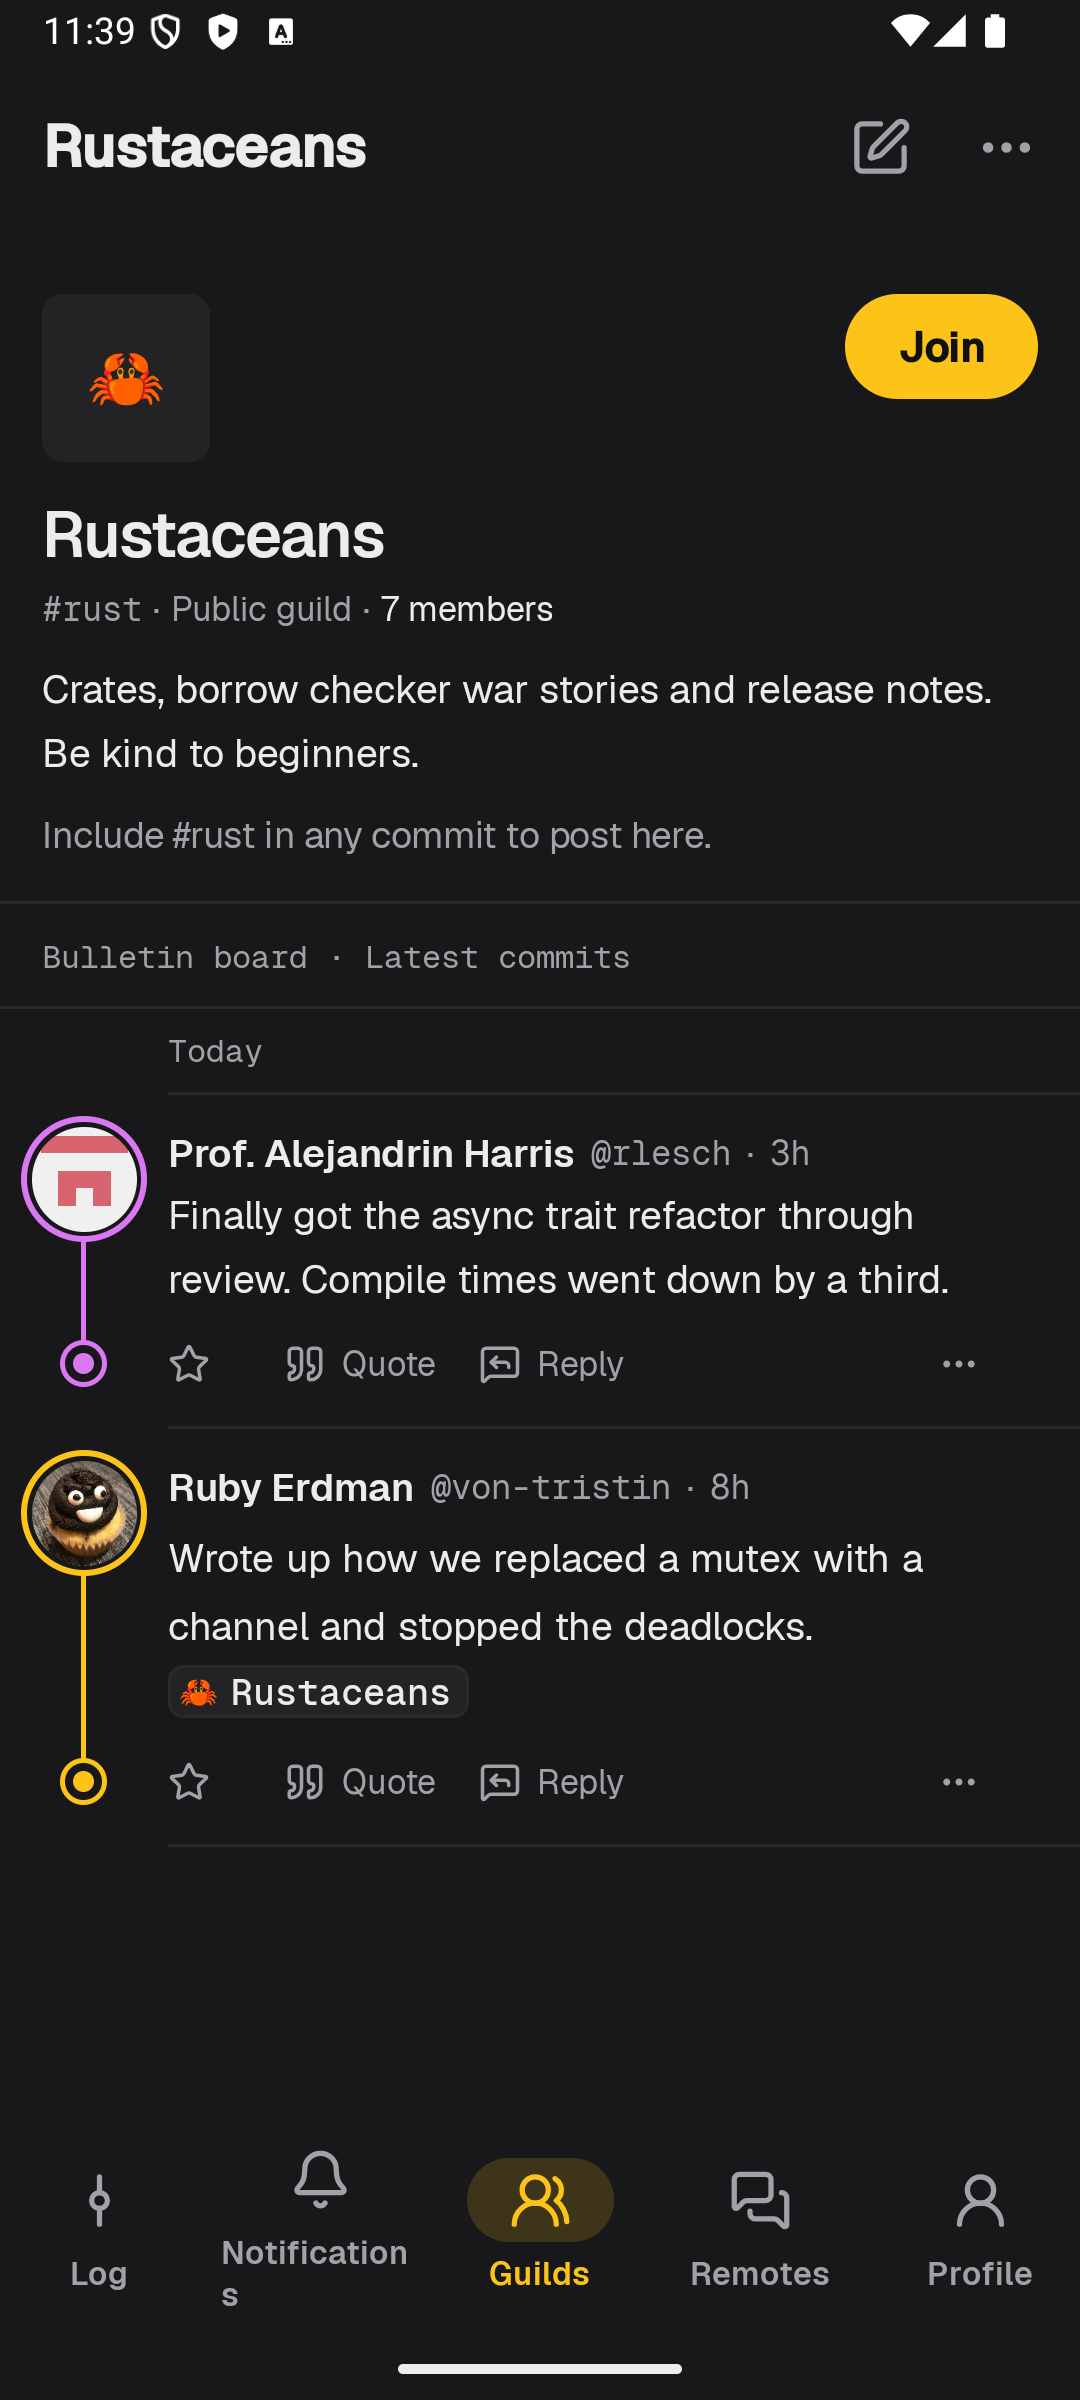 11:39
Rustaceans
Join
Rustaceans
#rust · Public guild · 7 members
Crates, borrow checker war stories and release notes.
Be kind to beginners.
Include #rust in any commit to post here.
Bulletin board · Latest commits
Today
Prof. Alejandrin Harris @rlesch · 3h
Finally got the async trait refactor through
review. Compile times went down by a third.
Quote Reply
Ruby Erdman @von-tristin · 8h
Wrote up how we replaced a mutex with a
channel and stopped the deadlocks.
🦀 Rustaceans
Quote Reply
Log
Notification
s
Guilds
Remotes
Profile